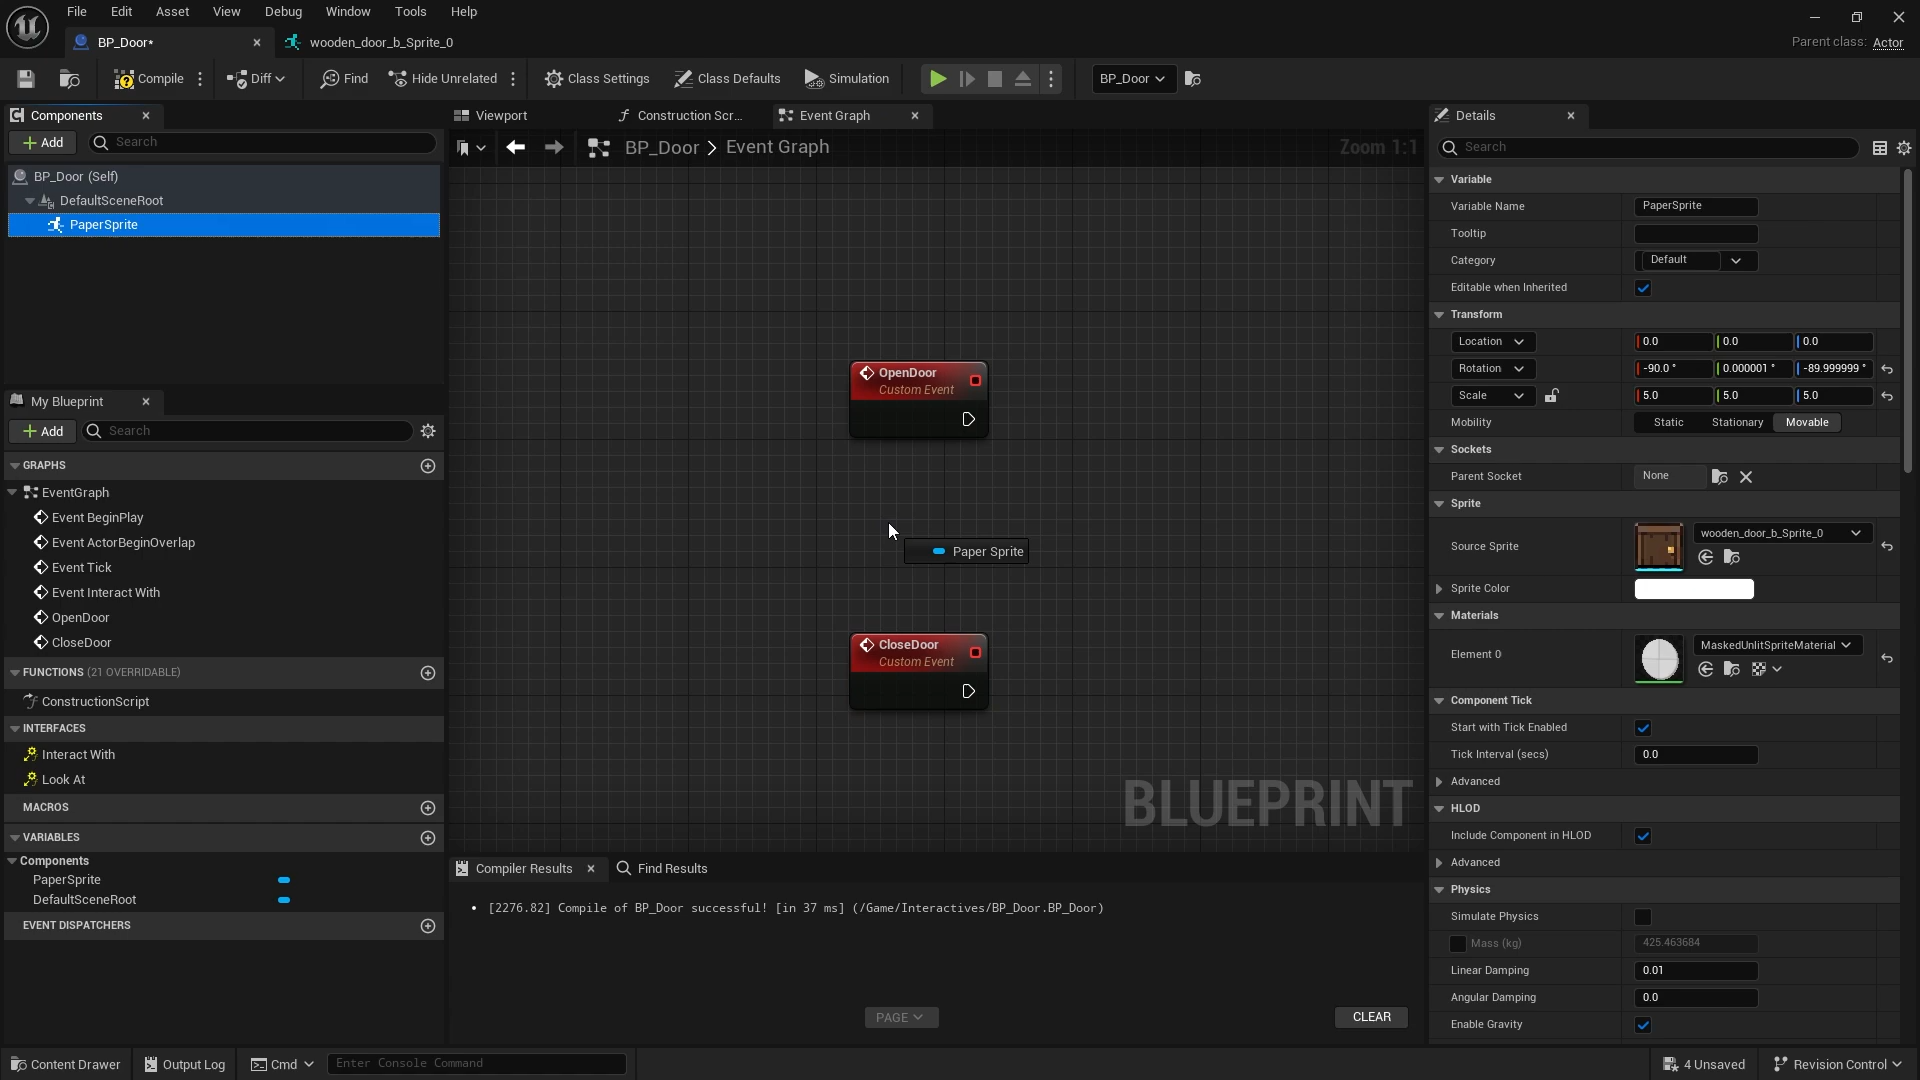 File Edit Asset View Debug Window Tools Help
BP_Door*
wooden_door_b_Sprite_0
Parent class: Actor
Compile
Diff
Find
Hide Unrelated
Class Settings
Class Defaults
Simulation
BP_Door
Components
Add
Search
BP_Door (Self)
DefaultSceneRoot
PaperSprite
My Blueprint
Add
Search
GRAPHS
EventGraph
Event BeginPlay
Event ActorBeginOverlap
Event Tick
Event Interact With
OpenDoor
CloseDoor
FUNCTIONS (21 OVERRIDABLE)
ConstructionScript
INTERFACES
Interact With
Look At
MACROS
VARIABLES
Components
PaperSprite
DefaultSceneRoot
EVENT DISPATCHERS
Viewport
Construction Scr...
Event Graph
BP_Door > Event Graph
Zoom 1:1
OpenDoor
Custom Event
Paper Sprite
CloseDoor
Custom Event
BLUEPRINT
Compiler Results
Find Results
[2276.82] Compile of BP_Door successful! [in 37 ms] (/Game/Interactives/BP_Door.BP_Door)
PAGE
CLEAR
Details
Search
Variable
Variable Name PaperSprite
Tooltip
Category Default
Editable when Inherited
Transform
Location 0.0 0.0 0.0
Rotation -90.0 ° 0.000001 ° -89.999999 °
Scale 5.0 5.0 5.0
Mobility Static Stationary Movable
Sockets
Parent Socket None
Sprite
Source Sprite wooden_door_b_Sprite_0
Sprite Color
Materials
Element 0 MaskedUnlitSpriteMaterial
Component Tick
Start with Tick Enabled
Tick Interval (secs) 0.0
Advanced
HLOD
Include Component in HLOD
Advanced
Physics
Simulate Physics
Mass (kg) 425.463684
Linear Damping 0.01
Angular Damping 0.0
Enable Gravity
Content Drawer
Output Log
Cmd
Enter Console Command
4 Unsaved
Revision Control